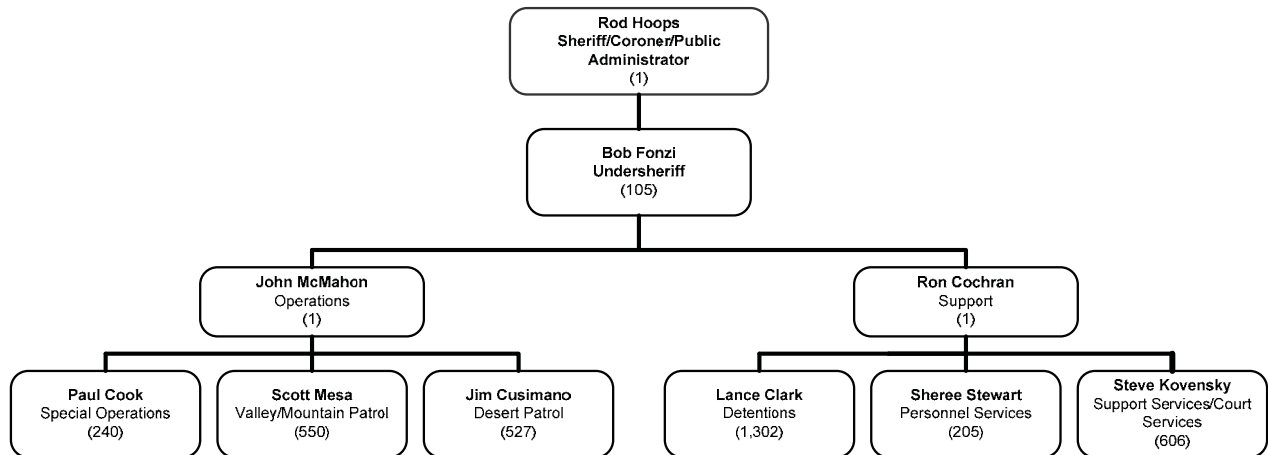 Rod Hoops
Sheriff/Coroner/Public
Administrator
(1)
Bob Fonzi
Undersheriff
(105)
John McMahon
Operations
(1)
Ron Cochran
Support
(1)
Paul Cook
Special Operations
(240)
Scott Mesa
Valley/Mountain Patrol
(550)
Jim Cusimano
Desert Patrol
(527)
Lance Clark
Detentions
(1,302)
Sheree Stewart
Personnel Services
(205)
Steve Kovensky
Support Services/Court
Services
(606)